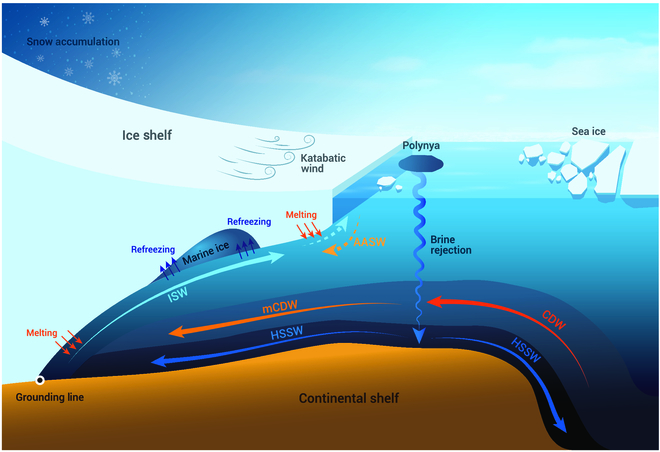 Snow accumulation
Ice shelf
Katabatic
wind
Polynya
Sea ice
Refreezing
Melting
Refreezing
Marine ice
AASW
Brine
rejection
ISW
mCDW
CDW
Melting
HSSW
HSSW
Grounding line
Continental shelf